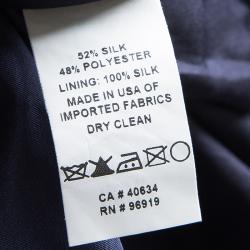 52% SILK
48% POLYESTER
LINING: 100% SILK
MADE IN USA OF
IMPORTED FABRICS
DRY CLEAN
CA # 40634
RN # 96919